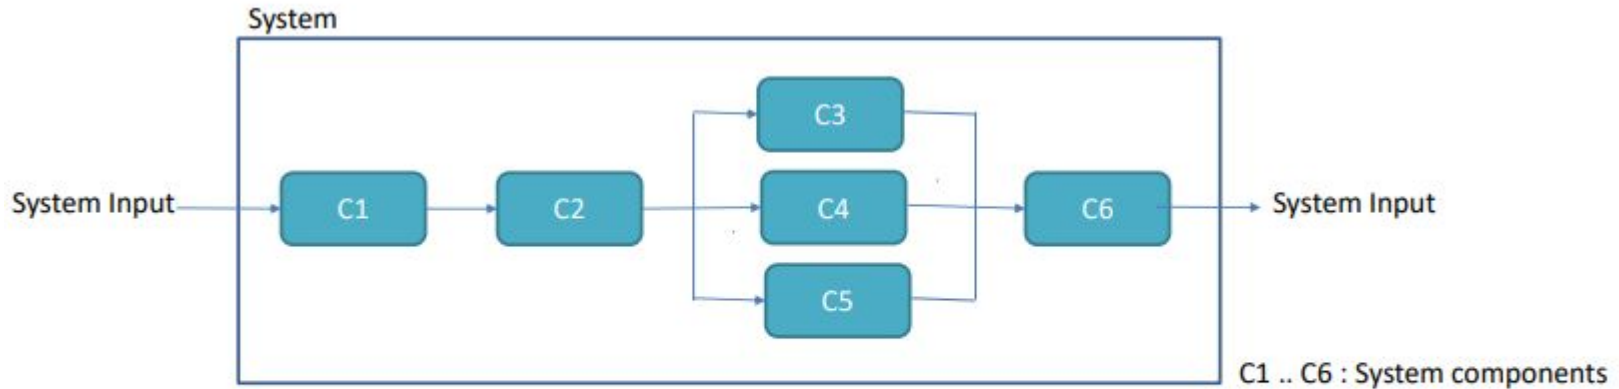 System
C3
System Input
C1
C2
C4
C6
System Input
C5
C1 .. C6 : System components